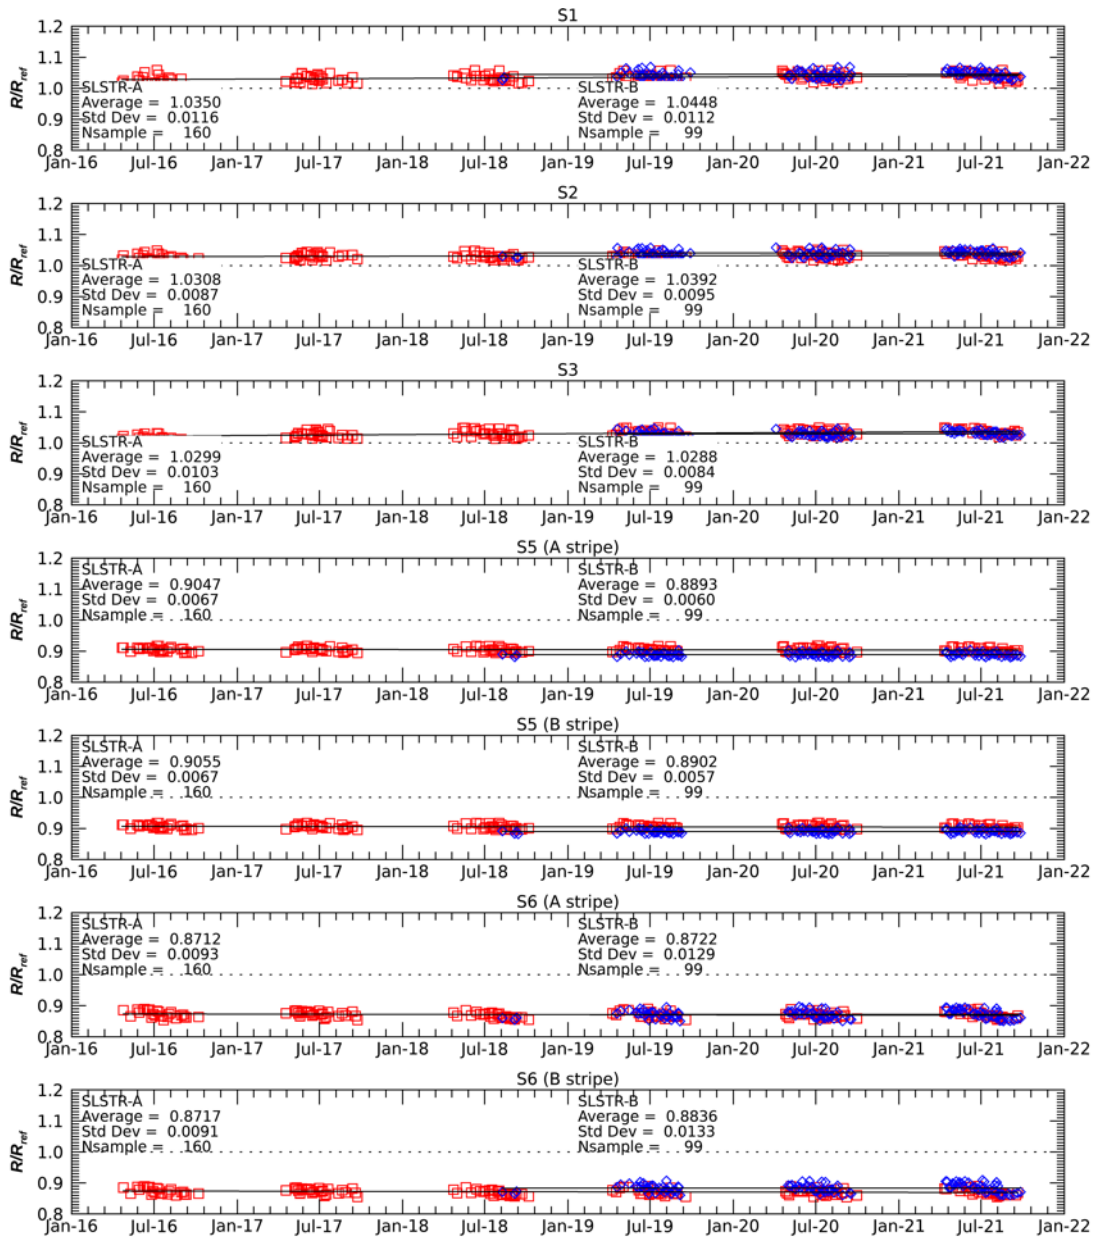 S1
1.2
1.1
1.0
0.9
0.8
R/Rref
SLSTR-A
Average = 1.0350
Std Dev = 0.0116
Nsample = 160
SLSTR-B
Average = 1.0448
Std Dev = 0.0112
Nsample = 99
Jan-16 Jul-16 Jan-17 Jul-17 Jan-18 Jul-18 Jan-19 Jul-19 Jan-20 Jul-20 Jan-21 Jul-21 Jan-22
S2
1.2
1.1
1.0
0.9
0.8
R/Rref
SLSTR-A
Average = 1.0308
Std Dev = 0.0087
Nsample = 160
SLSTR-B
Average = 1.0392
Std Dev = 0.0095
Nsample = 99
Jan-16 Jul-16 Jan-17 Jul-17 Jan-18 Jul-18 Jan-19 Jul-19 Jan-20 Jul-20 Jan-21 Jul-21 Jan-22
S3
1.2
1.1
1.0
0.9
0.8
R/Rref
SLSTR-A
Average = 1.0299
Std Dev = 0.0103
Nsample = 160
SLSTR-B
Average = 1.0288
Std Dev = 0.0084
Nsample = 99
Jan-16 Jul-16 Jan-17 Jul-17 Jan-18 Jul-18 Jan-19 Jul-19 Jan-20 Jul-20 Jan-21 Jul-21 Jan-22
S5 (A stripe)
1.2
1.1
1.0
0.9
0.8
R/Rref
SLSTR-A
Average = 0.9047
Std Dev = 0.0067
Nsample = 160
SLSTR-B
Average = 0.8893
Std Dev = 0.0060
Nsample = 99
Jan-16 Jul-16 Jan-17 Jul-17 Jan-18 Jul-18 Jan-19 Jul-19 Jan-20 Jul-20 Jan-21 Jul-21 Jan-22
S5 (B stripe)
1.2
1.1
1.0
0.9
0.8
R/Rref
SLSTR-A
Average = 0.9055
Std Dev = 0.0067
Nsample = 160
SLSTR-B
Average = 0.8902
Std Dev = 0.0057
Nsample = 99
Jan-16 Jul-16 Jan-17 Jul-17 Jan-18 Jul-18 Jan-19 Jul-19 Jan-20 Jul-20 Jan-21 Jul-21 Jan-22
S6 (A stripe)
1.2
1.1
1.0
0.9
0.8
R/Rref
SLSTR-A
Average = 0.8712
Std Dev = 0.0093
Nsample = 160
SLSTR-B
Average = 0.8722
Std Dev = 0.0129
Nsample = 99
Jan-16 Jul-16 Jan-17 Jul-17 Jan-18 Jul-18 Jan-19 Jul-19 Jan-20 Jul-20 Jan-21 Jul-21 Jan-22
S6 (B stripe)
1.2
1.1
1.0
0.9
0.8
R/Rref
SLSTR-A
Average = 0.8717
Std Dev = 0.0091
Nsample = 160
SLSTR-B
Average = 0.8836
Std Dev = 0.0133
Nsample = 99
Jan-16 Jul-16 Jan-17 Jul-17 Jan-18 Jul-18 Jan-19 Jul-19 Jan-20 Jul-20 Jan-21 Jul-21 Jan-22